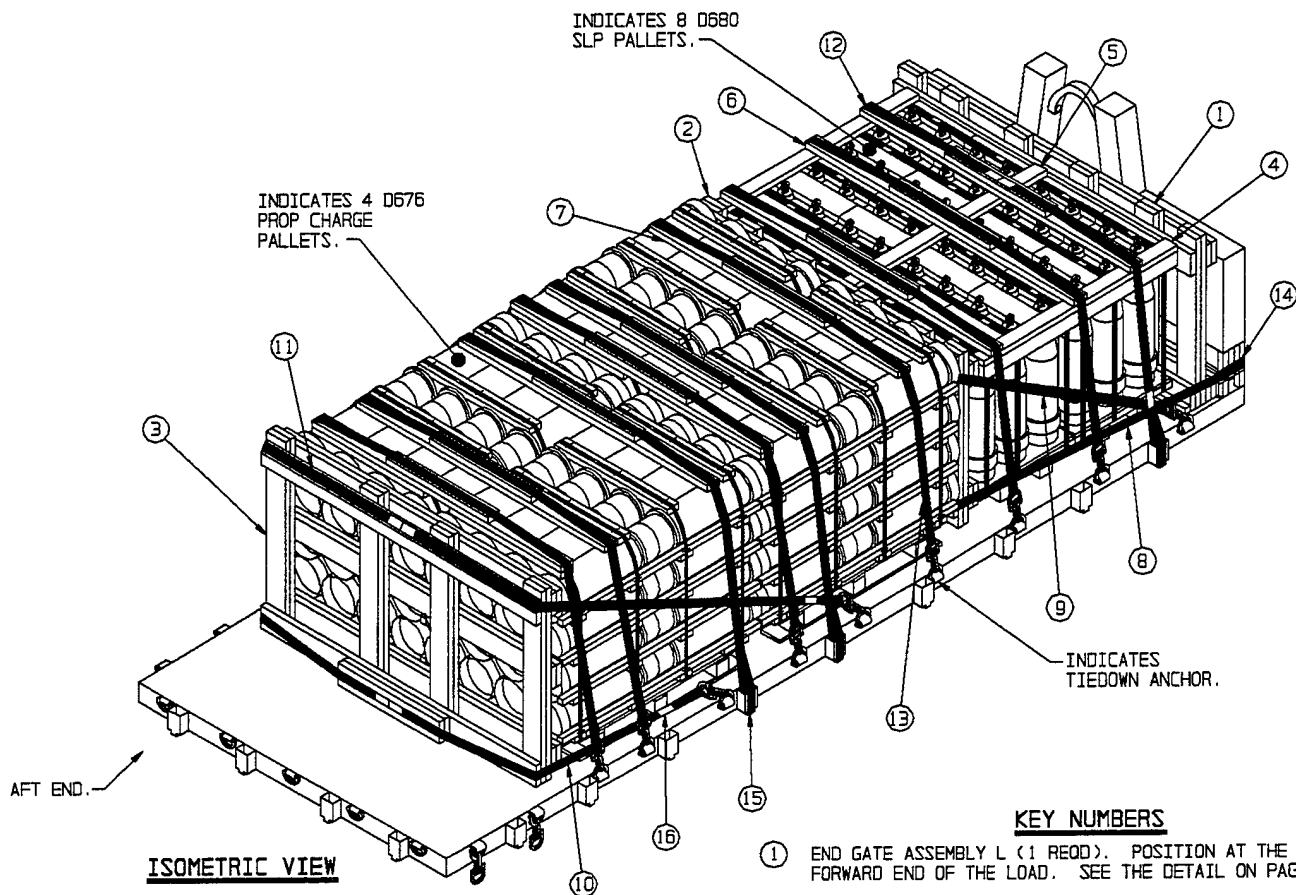 INDICATES 8 D680
SLP PALLETS.
12
5
6
1
2
4
INDICATES 4 D676
PROP CHARGE
PALLETS.
7
14
11
3
9
8
13
INDICATES
TIEDOWN ANCHOR.
15
AFT END.
16
10
ISOMETRIC VIEW
KEY NUMBERS
1 END GATE ASSEMBLY L (1 REQD). POSITION AT THE
FORWARD END OF THE LOAD. SEE THE DETAIL ON PAG